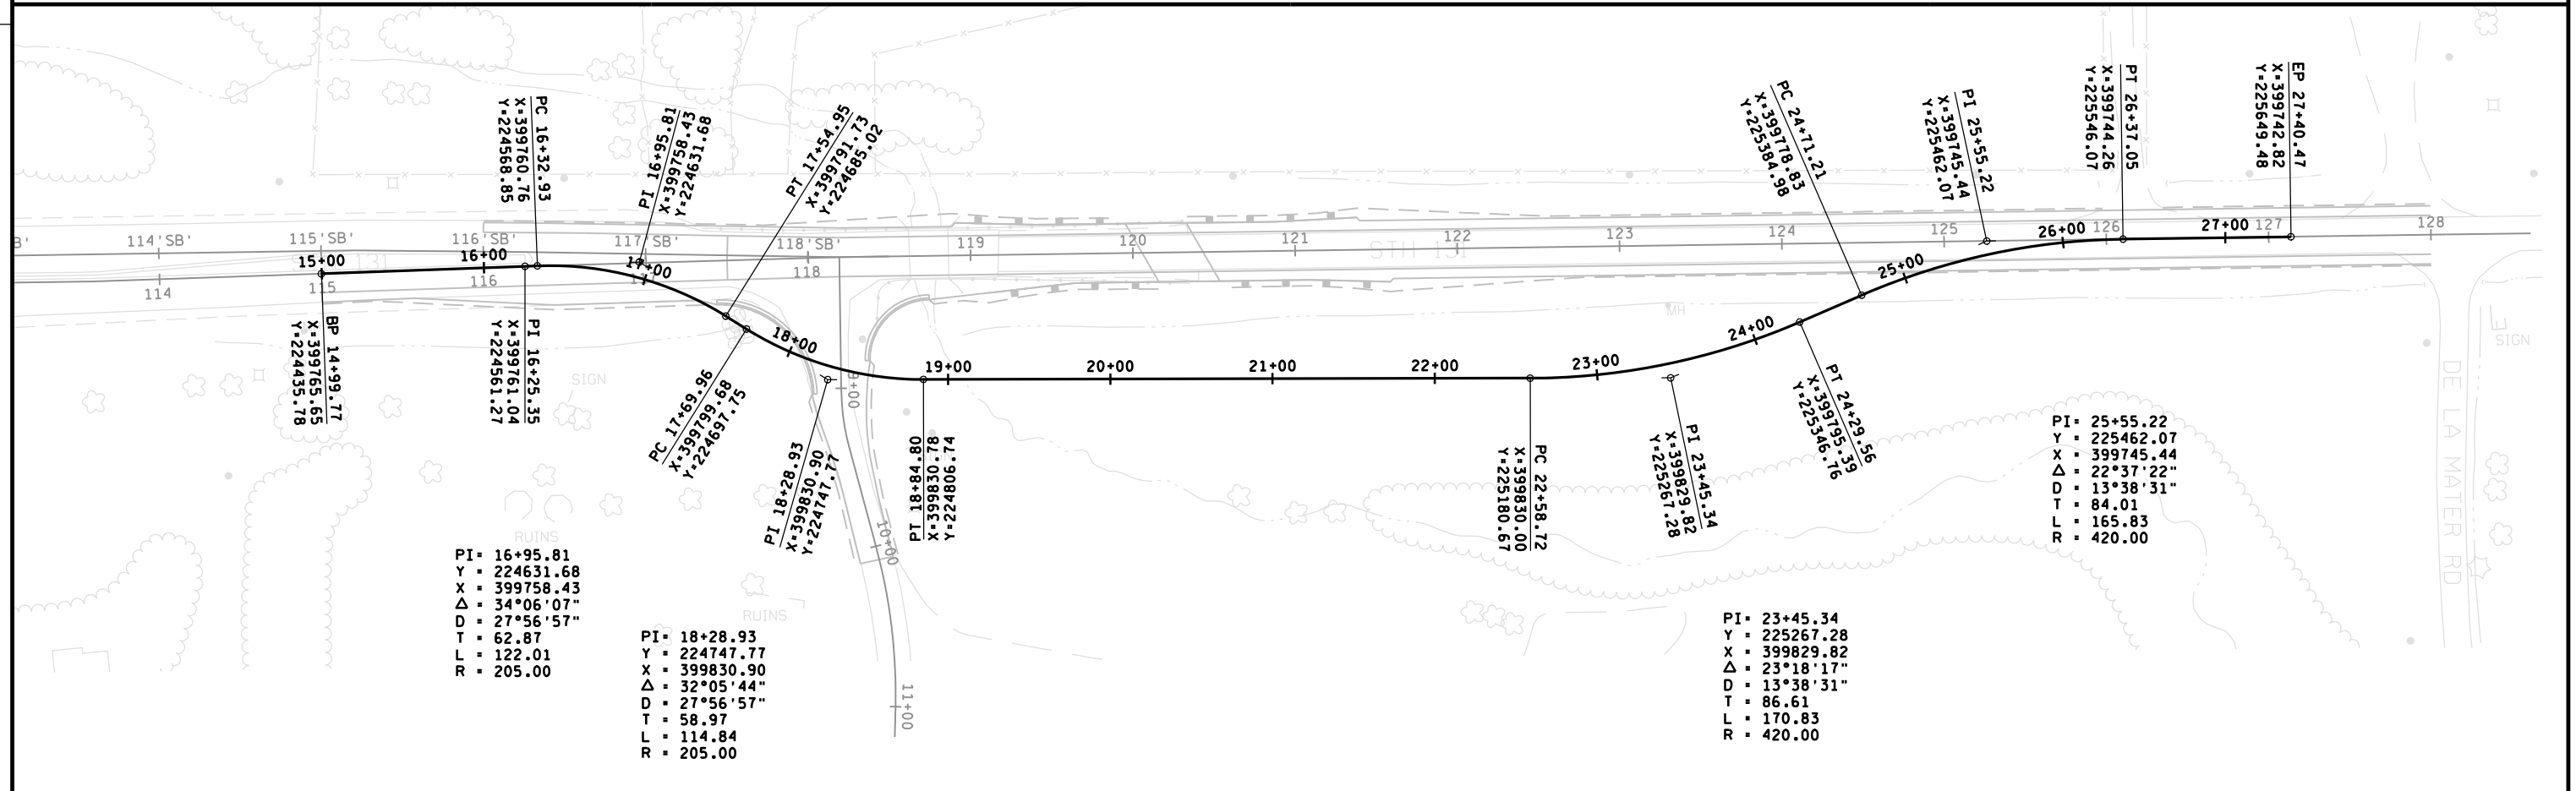 PC 16+32.93
X=399760.76
Y=224568.85
PI 16+95.81
X=399758.43
Y=224631.68
PT 17+54.95
X=399791.73
Y=224685.02
PC 24+71.21
X=399778.83
Y=225384.98
PI 25+55.22
X=399745.44
Y=225462.07
PT 26+37.05
X=399744.26
Y=225546.07
EP 27+40.47
X=399742.82
Y=225649.48
B'
114'SB'
115'SB'
116'SB'
117'SB'
118'SB'
119
120
121
122
123
124
125
126
127
128
STH 131
131
114
115
116
118
15+00
16+00
17+00
18+00
19+00
20+00
21+00
22+00
23+00
24+00
25+00
26+00
27+00
BP 14+99.77
X=399765.65
Y=224435.78
PI 16+25.35
X=399761.04
Y=224561.27
PC 17+69.96
X=399799.68
Y=224697.75
PI 18+28.93
X=399830.90
Y=224747.77
PT 18+84.80
X=399830.78
Y=224806.74
PC 22+58.72
X=399830.00
Y=225180.67
PI 23+45.34
X=399829.82
Y=225267.28
PT 24+29.56
X=399795.39
Y=225346.76
9+00
10+00
11+00
MH
SIGN
SIGN
RUINS
RUINS
DE LA MATER RD
PI= 16+95.81
Y = 224631.68
X = 399758.43
Δ = 34°06'07"
D = 27°56'57"
T = 62.87
L = 122.01
R = 205.00
PI= 18+28.93
Y = 224747.77
X = 399830.90
Δ = 32°05'44"
D = 27°56'57"
T = 58.97
L = 114.84
R = 205.00
PI= 23+45.34
Y = 225267.28
X = 399829.82
Δ = 23°18'17"
D = 13°38'31"
T = 86.61
L = 170.83
R = 420.00
PI= 25+55.22
Y = 225462.07
X = 399745.44
Δ = 22°37'22"
D = 13°38'31"
T = 84.01
L = 165.83
R = 420.00